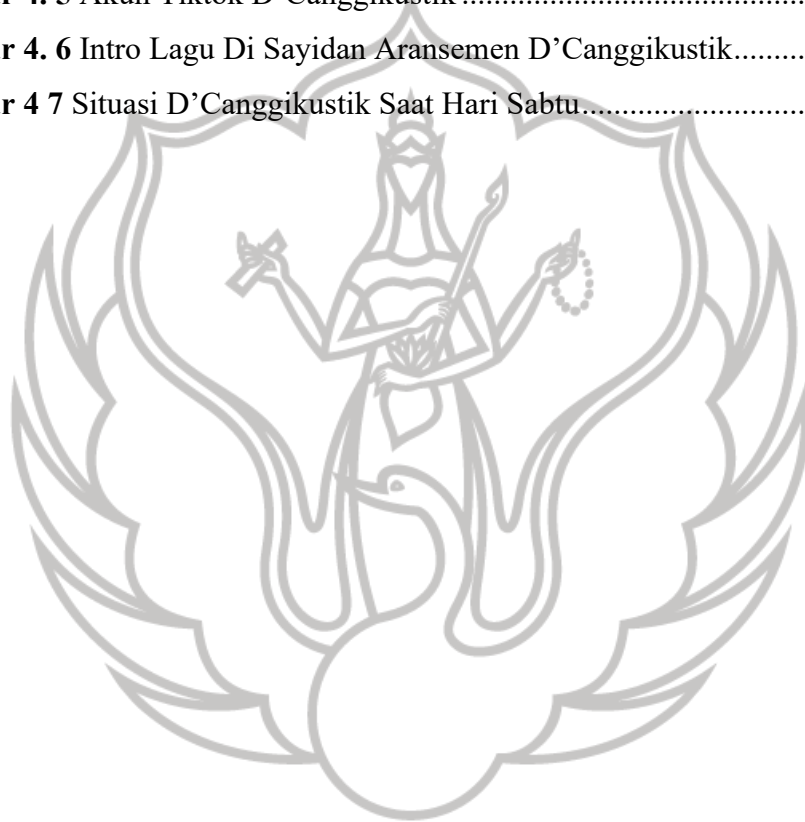 r 4. 5 Akun Tiktok D'Canggikustik........................................
r 4. 6 Intro Lagu Di Sayidan Aransemen D’Canggikustik.........
r 4 7 Situasi D’Canggikustik Saat Hari Sabtu............................